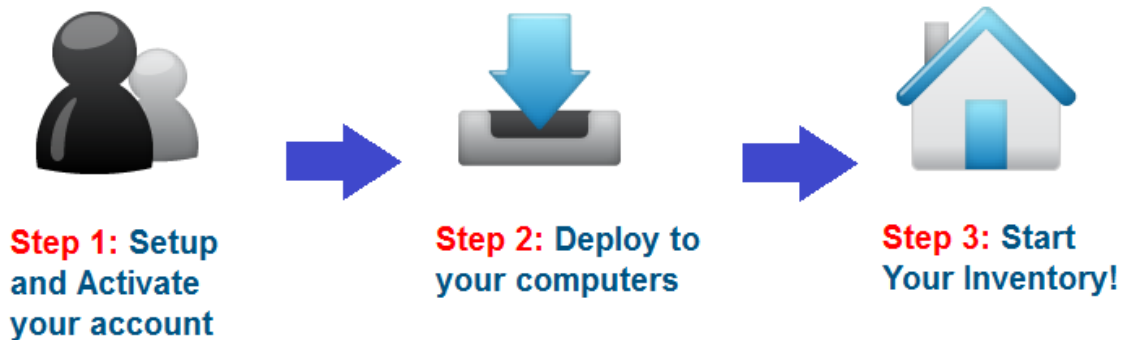 Step 1: Setup
and Activate
your account
Step 2: Deploy to
your computers
Step 3: Start
Your Inventory!